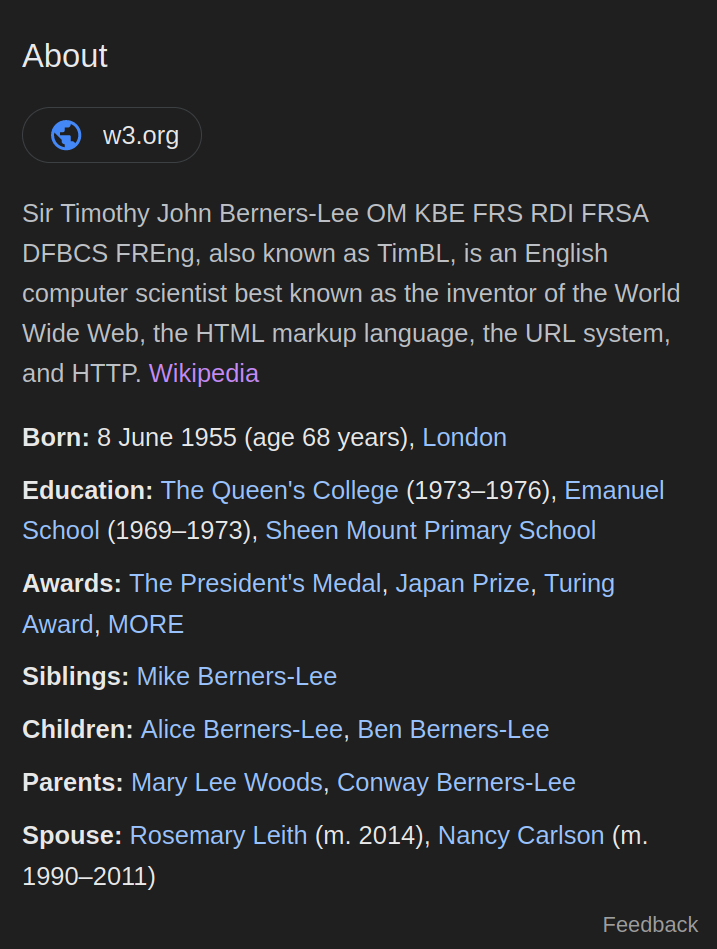 About
w3.org
Sir Timothy John Berners-Lee OM KBE FRS RDI FRSA
DFBCS FREng, also known as TimBL, is an English
computer scientist best known as the inventor of the World
Wide Web, the HTML markup language, the URL system,
and HTTP. Wikipedia
Born: 8 June 1955 (age 68 years), London
Education: The Queen's College (1973–1976), Emanuel
School (1969–1973), Sheen Mount Primary School
Awards: The President's Medal, Japan Prize, Turing
Award, MORE
Siblings: Mike Berners-Lee
Children: Alice Berners-Lee, Ben Berners-Lee
Parents: Mary Lee Woods, Conway Berners-Lee
Spouse: Rosemary Leith (m. 2014), Nancy Carlson (m.
1990–2011)
Feedback